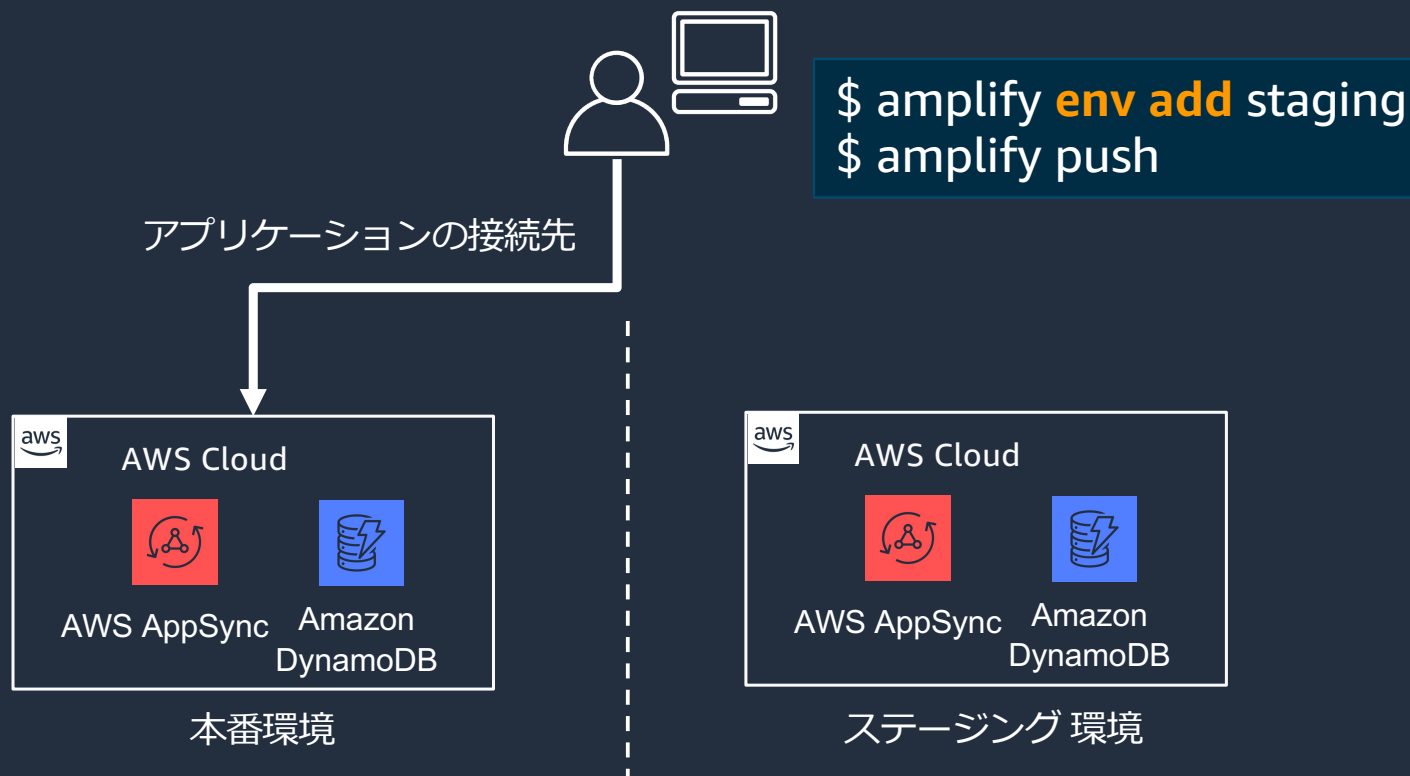 $ amplify env add staging
$ amplify push
アプリケーションの接続先
aws
AWS Cloud
AWS AppSync
Amazon
DynamoDB
本番環境
aws
AWS Cloud
AWS AppSync
Amazon
DynamoDB
ステージング 環境